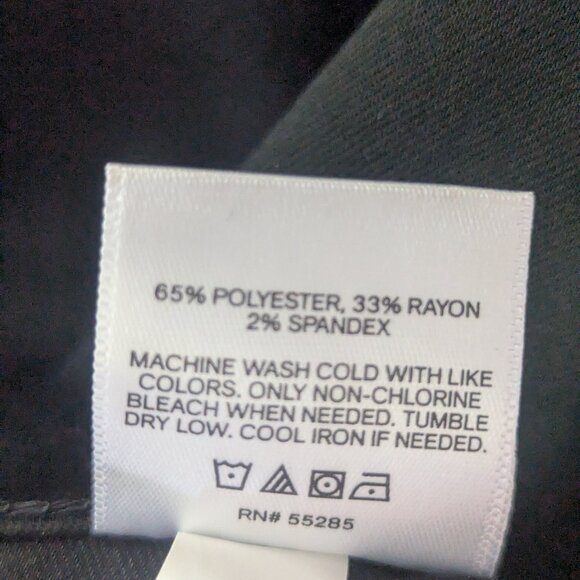 65% POLYESTER, 33% RAYON
2% SPANDEX
MACHINE WASH COLD WITH LIKE
COLORS. ONLY NON-CHLORINE
BLEACH WHEN NEEDED. TUMBLE
DRY LOW. COOL IRON IF NEEDED.
RN# 55285